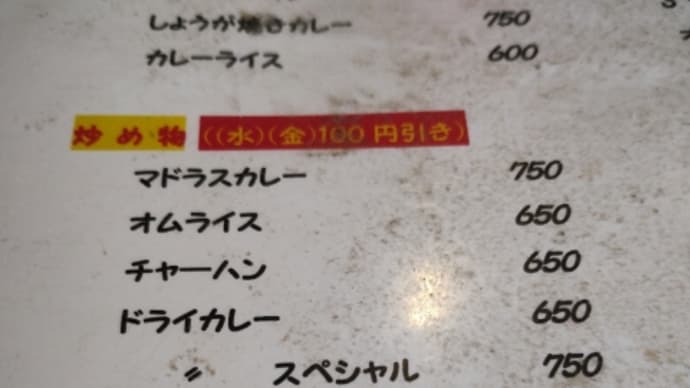 しょうが焼きカレー 750
カレーライス 600
炒め物 ((水)(金)100円引き)
マドラスカレー 750
オムライス 650
チャーハン 650
ドライカレー 650
〃 スペシャル 750